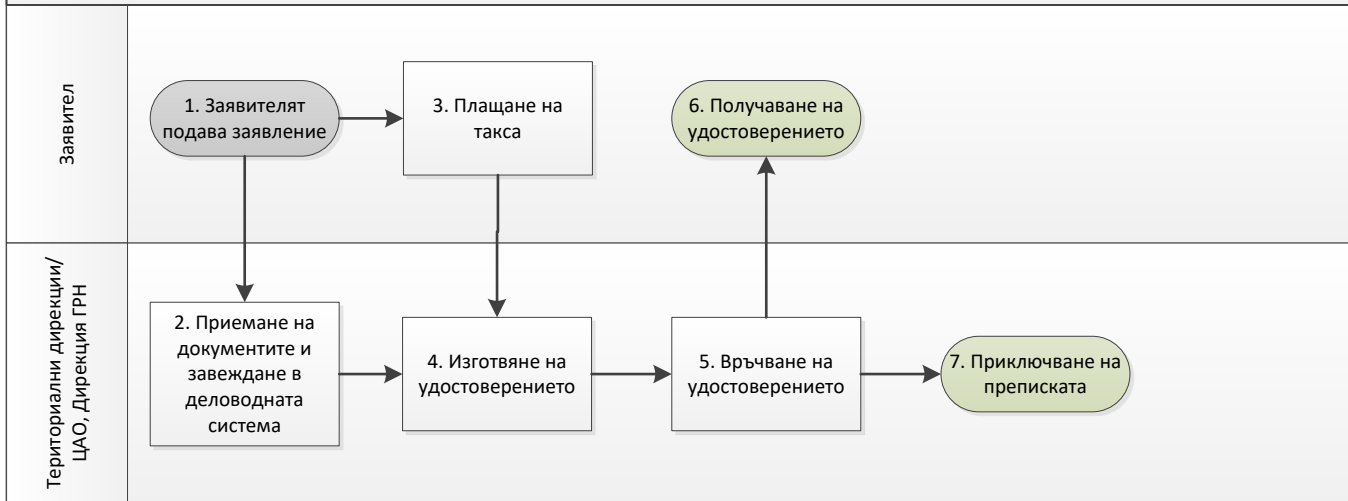 Заявител
1. Заявителят
подава заявление
3. Плащане на
такса
6. Получаване на
удостоверението
Териториални дирекции/
ЦАО, Дирекция ГРН
2. Приемане на
документите и
завеждане в
деловодната
система
4. Изготвяне на
удостоверението
5. Връчване на
удостоверението
7. Приключване на
преписката